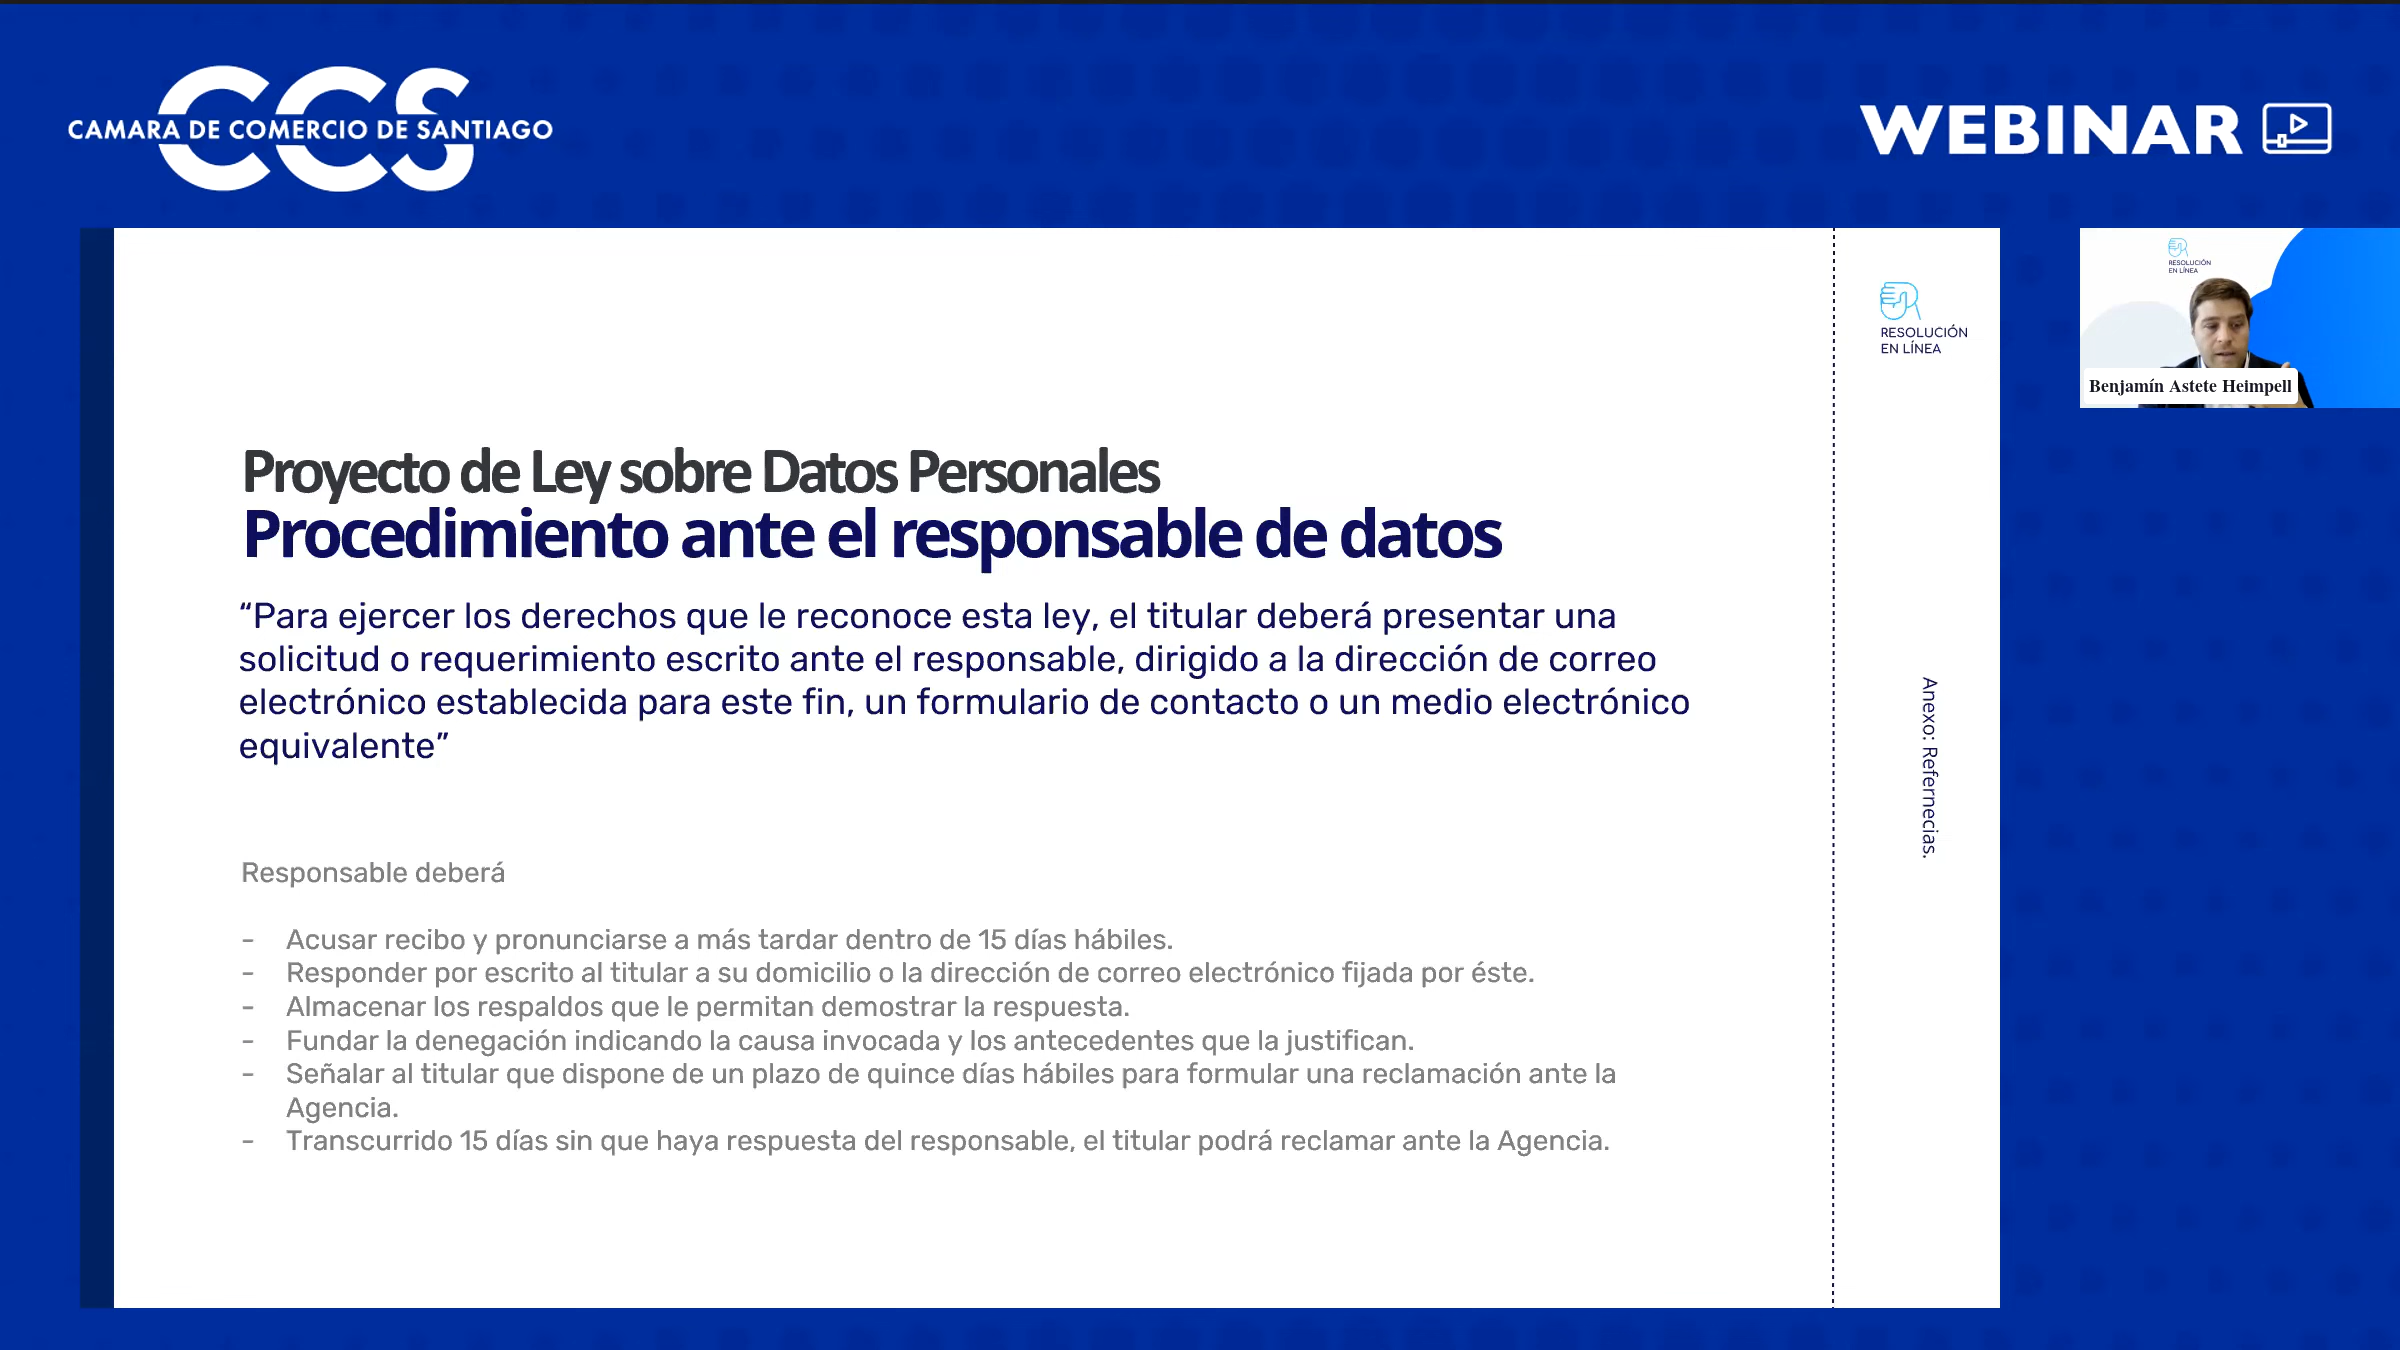 CCS
CAMARA DE COMERCIO DE SANTIAGO
WEBINAR
RESOLUCIÓN
EN LÍNEA
RESOLUCIÓN
EN LÍNEA
Benjamín Astete Heimpell
Proyecto de Ley sobre Datos Personales
Procedimiento ante el responsable de datos
“Para ejercer los derechos que le reconoce esta ley, el titular deberá presentar una
solicitud o requerimiento escrito ante el responsable, dirigido a la dirección de correo
electrónico establecida para este fin, un formulario de contacto o un medio electrónico
equivalente”
Anexo: Refernecias.
Responsable deberá
- Acusar recibo y pronunciarse a más tardar dentro de 15 días hábiles.
- Responder por escrito al titular a su domicilio o la dirección de correo electrónico fijada por éste.
- Almacenar los respaldos que le permitan demostrar la respuesta.
- Fundar la denegación indicando la causa invocada y los antecedentes que la justifican.
- Señalar al titular que dispone de un plazo de quince días hábiles para formular una reclamación ante la
Agencia.
- Transcurrido 15 días sin que haya respuesta del responsable, el titular podrá reclamar ante la Agencia.